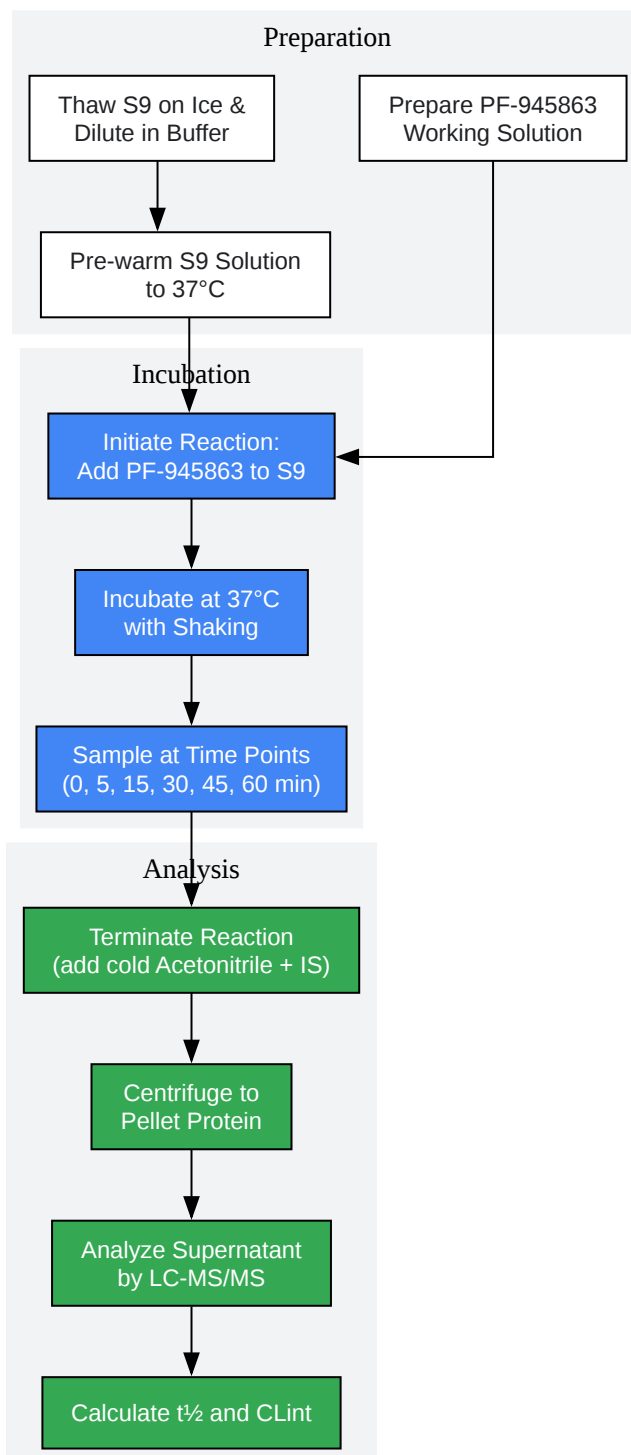 Preparation
Thaw S9 on Ice &
Dilute in Buffer
Prepare PF-945863
Working Solution
Pre-warm S9 Solution
to 37°C
Incubation
Initiate Reaction:
Add PF-945863 to S9
Incubate at 37°C
with Shaking
Sample at Time Points
(0, 5, 15, 30, 45, 60 min)
Analysis
Terminate Reaction
(add cold Acetonitrile + IS)
Centrifuge to
Pellet Protein
Analyze Supernatant
by LC-MS/MS
Calculate t½ and CLint